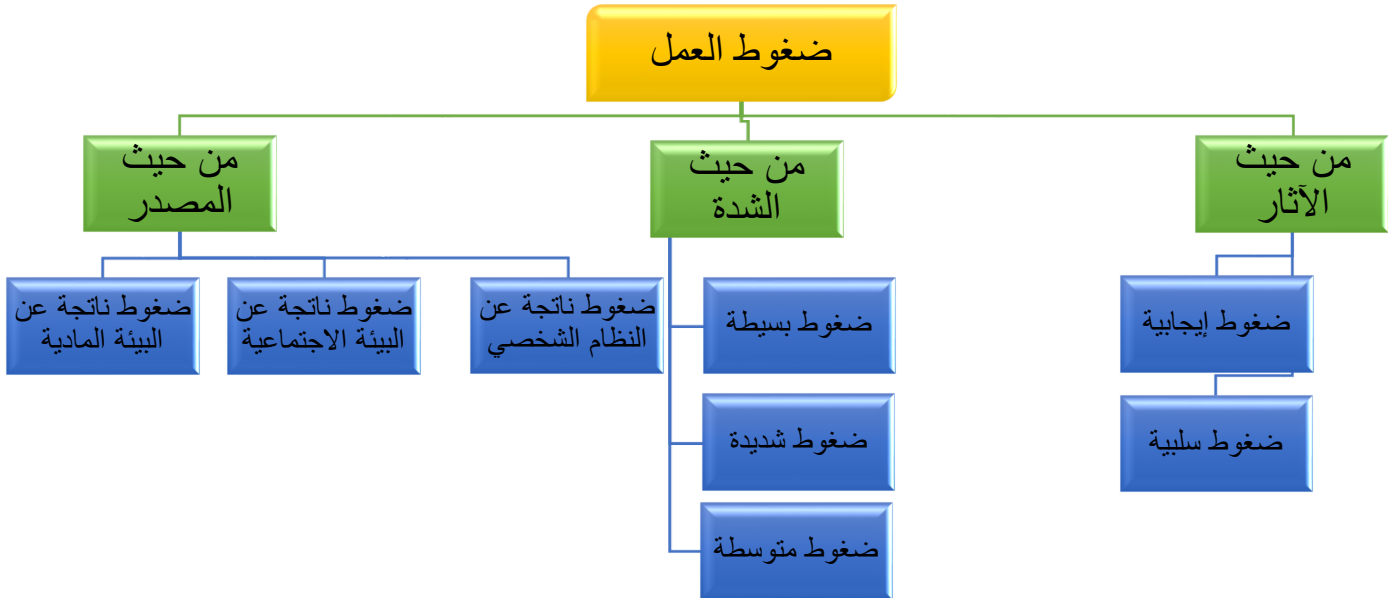 ضغوط العمل
من حيث
الآثار
من حيث
الشدة
من حيث
المصدر
ضغوط إيجابية
ضغوط سلبية
ضغوط بسيطة
ضغوط شديدة
ضغوط متوسطة
ضغوط ناتجة عن
النظام الشخصي
ضغوط ناتجة عن
البيئة الاجتماعية
ضغوط ناتجة عن
البيئة المادية